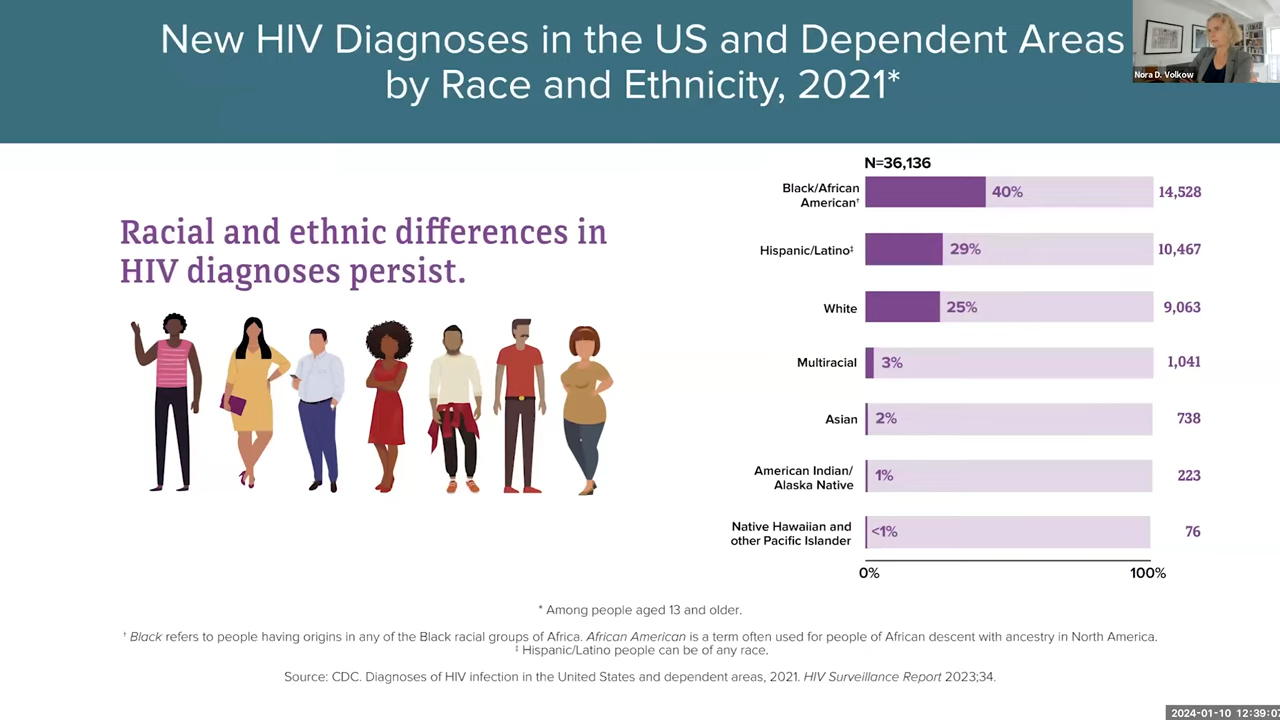 New HIV Diagnoses in the US and Dependent Areas
by Race and Ethnicity, 2021*
Nora D. Volkow
Racial and ethnic differences in
HIV diagnoses persist.
N=36,136
Black/African
American†
40%
14,528
Hispanic/Latino‡
29%
10,467
White
25%
9,063
Multiracial
3%
1,041
Asian
2%
738
American Indian/
Alaska Native
1%
223
Native Hawaiian and
other Pacific Islander
<1%
76
0%
100%
* Among people aged 13 and older.
† Black refers to people having origins in any of the Black racial groups of Africa. African American is a term often used for people of African descent with ancestry in North America.
‡ Hispanic/Latino people can be of any race.
Source: CDC. Diagnoses of HIV infection in the United States and dependent areas, 2021. HIV Surveillance Report 2023;34.
2024-01-10 12:39:07